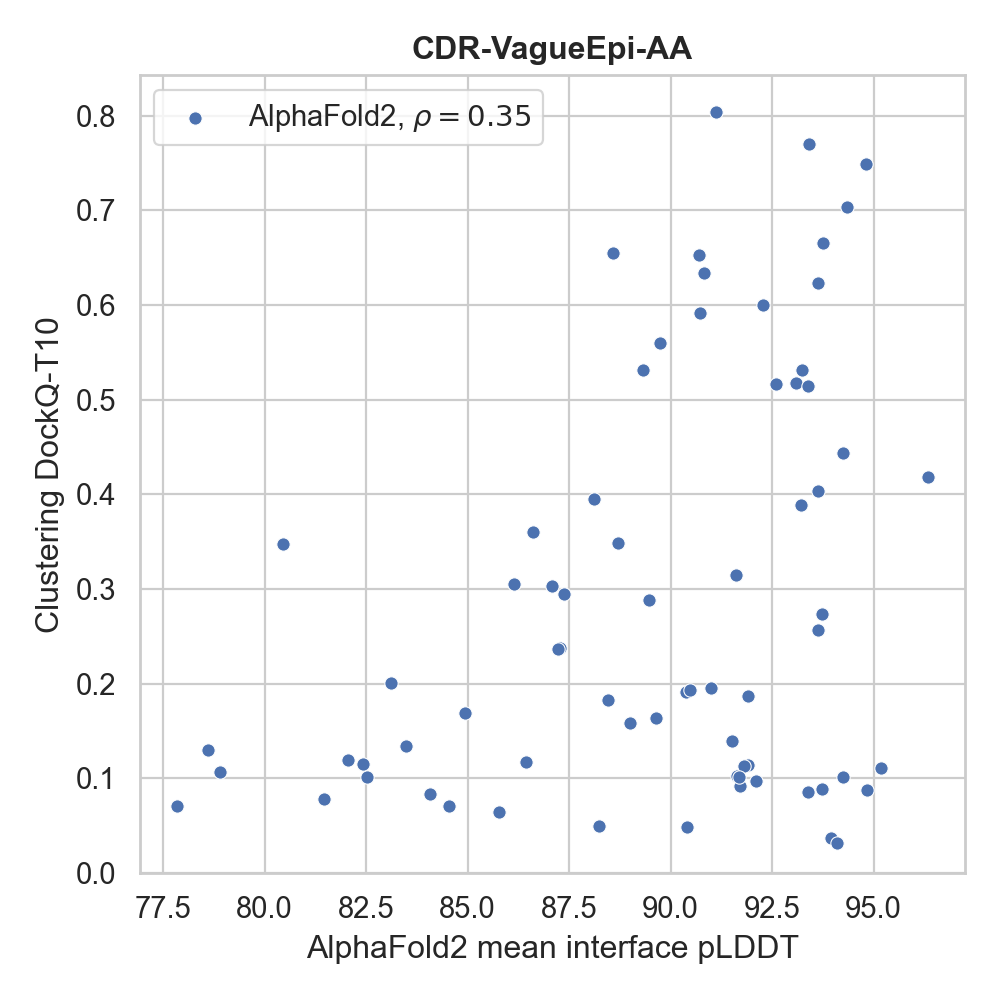 CDR-VagueEpi-AA
AlphaFold2, ρ = 0.35
Clustering DockQ-T10
0.8
0.7
0.6
0.5
0.4
0.3
0.2
0.1
0.0
77.5 80.0 82.5 85.0 87.5 90.0 92.5 95.0
AlphaFold2 mean interface pLDDT